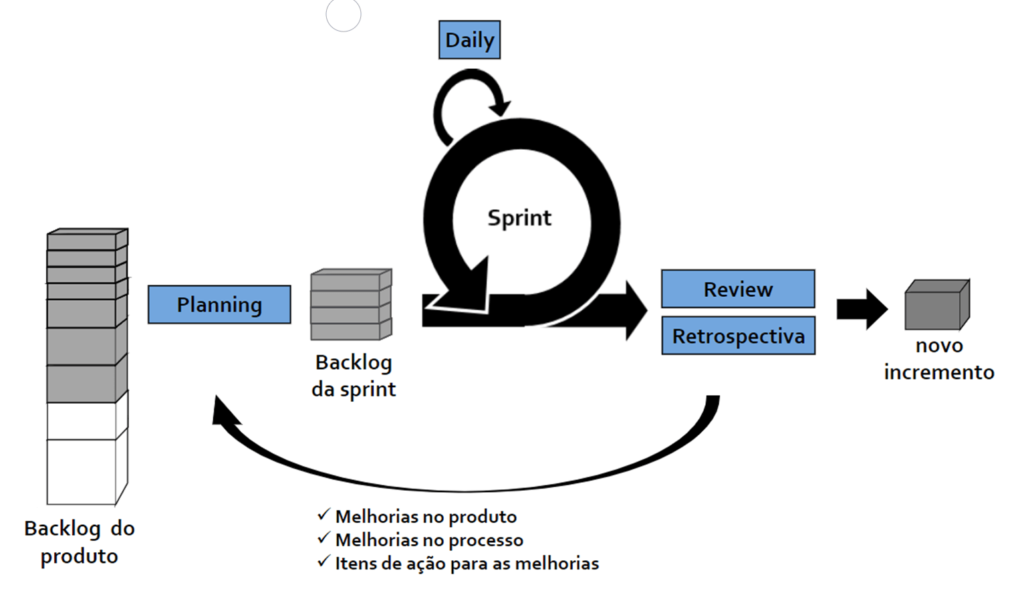 Daily
Sprint
Planning
Review
Retrospectiva
Backlog
da sprint
novo
incremento
Backlog do
produto
✓ Melhorias no produto
✓ Melhorias no processo
✓ Itens de ação para as melhorias